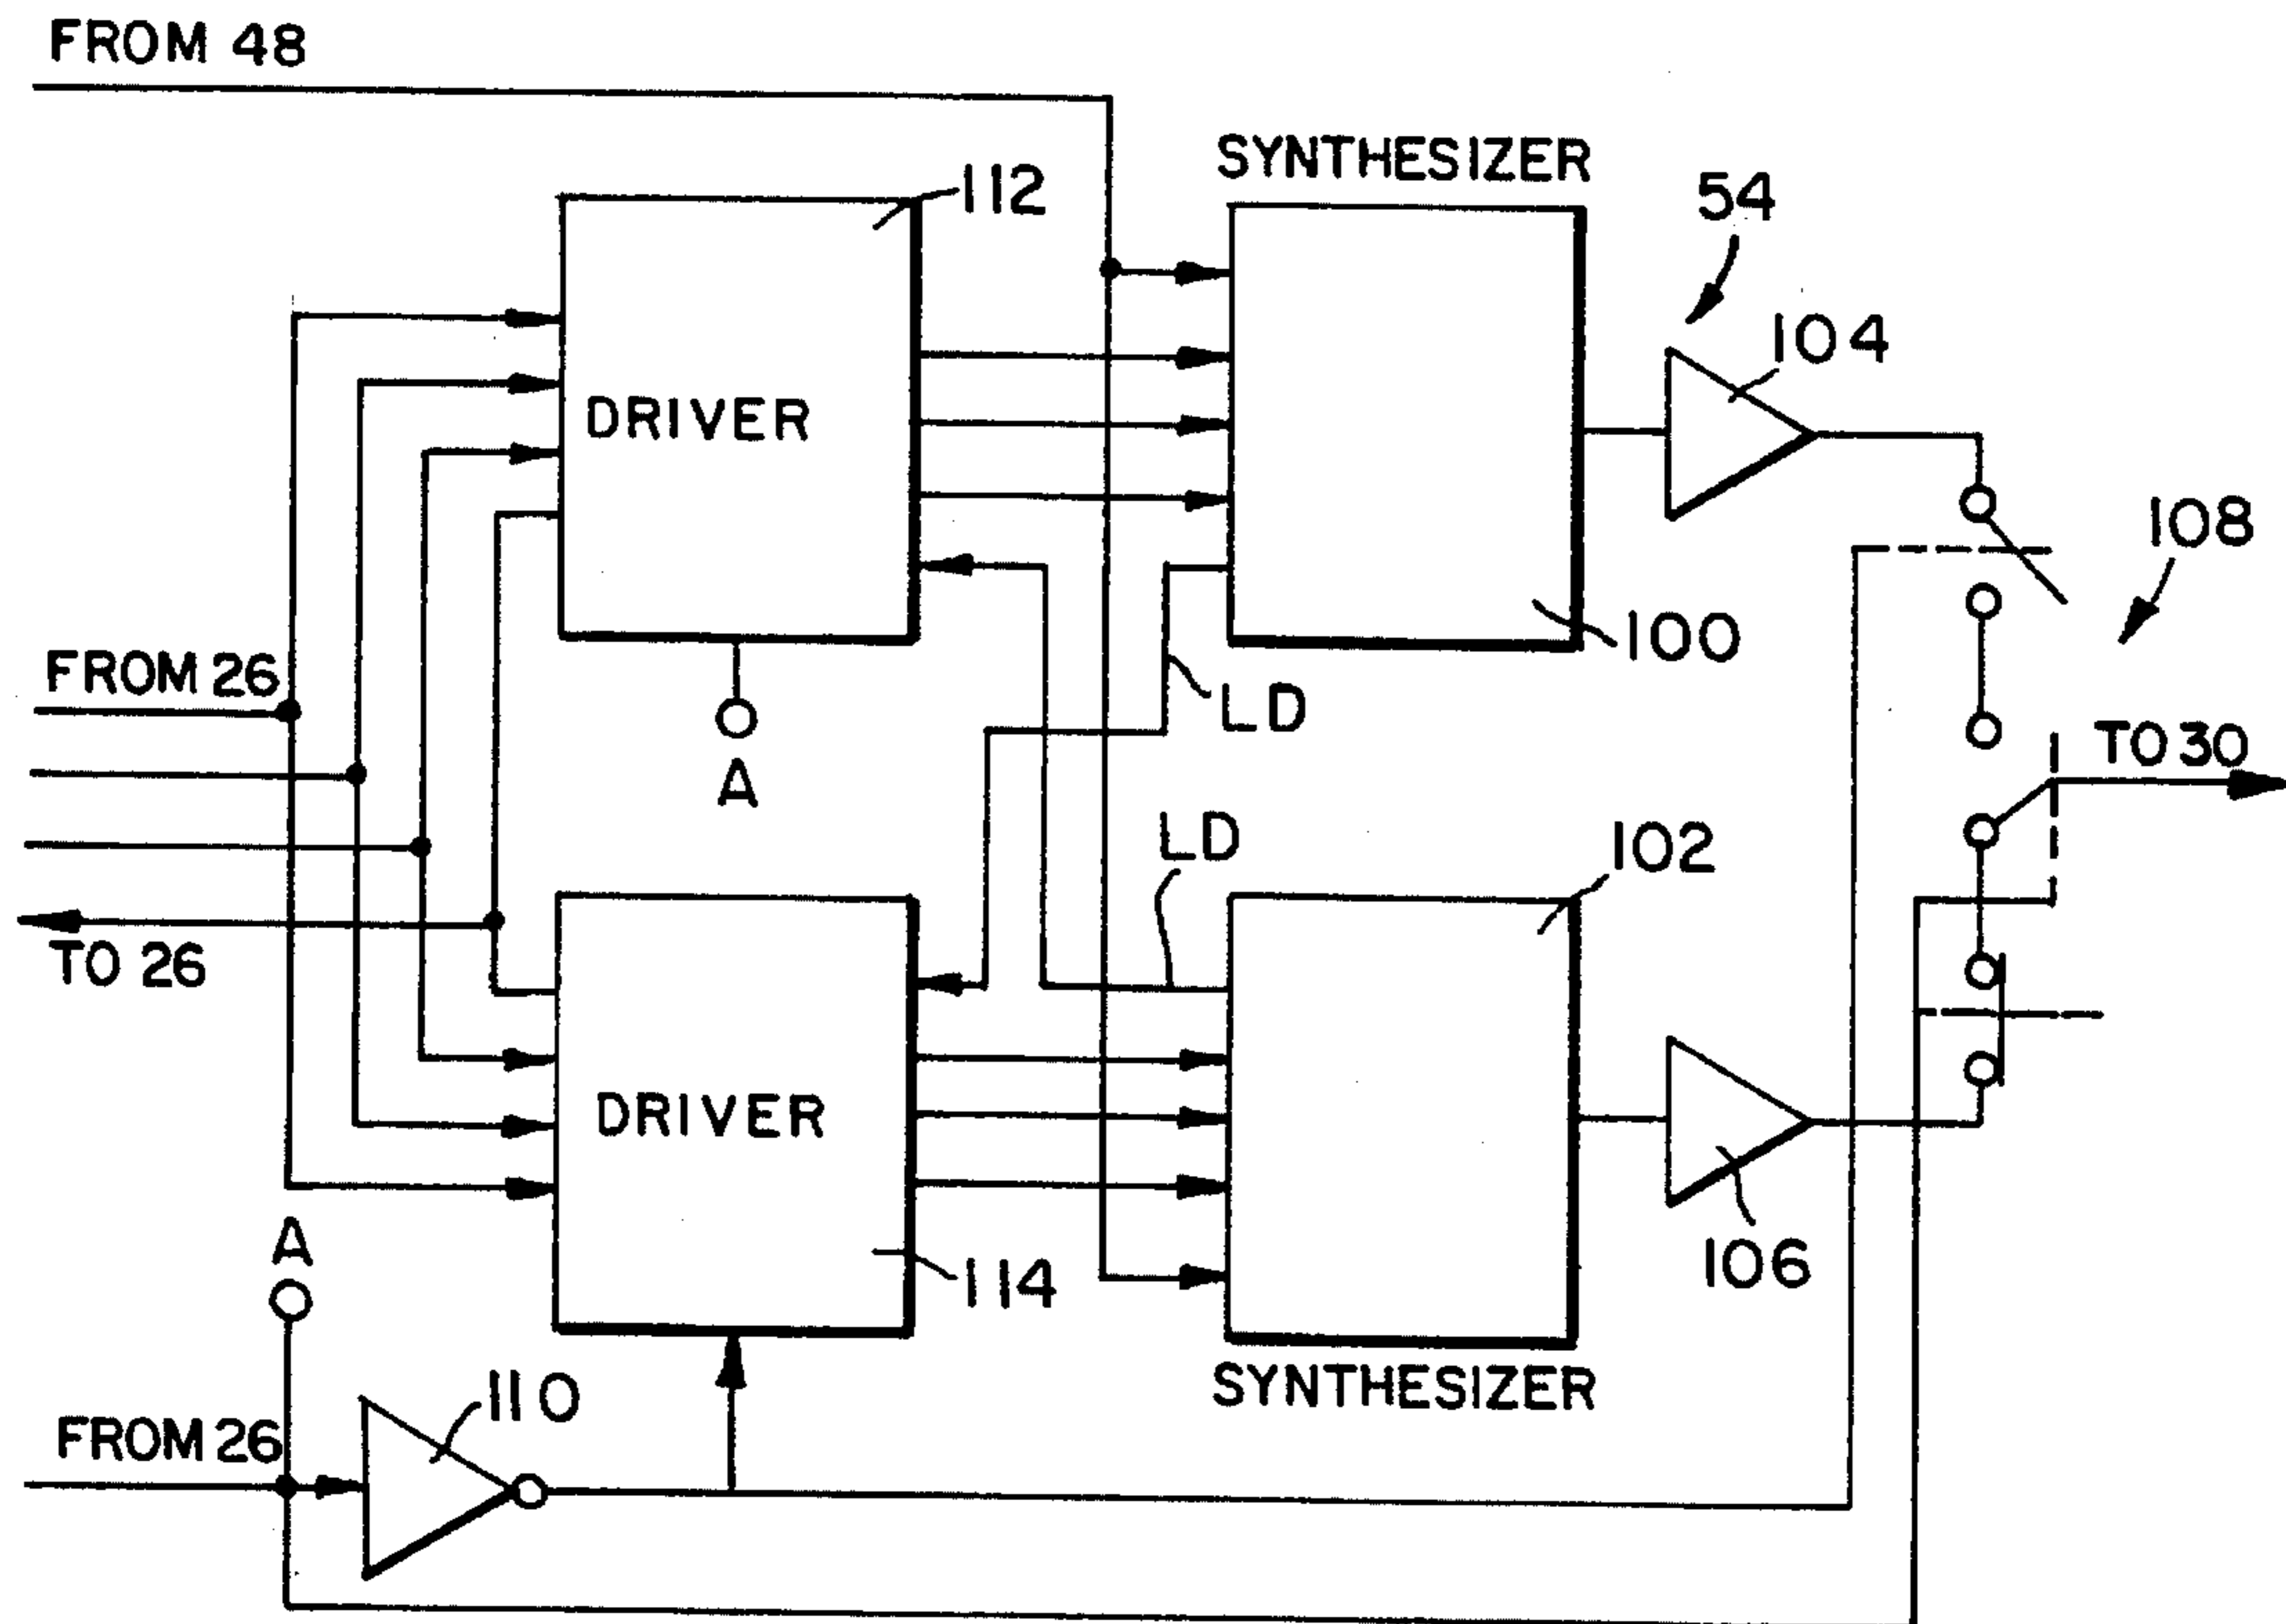 FROM 48
SYNTHESIZER
112
54
104
DRIVER
108
100
FROM 26
LD
A
TO 30
LD
102
TO 26
DRIVER
A
114
106
SYNTHESIZER
110
FROM 26